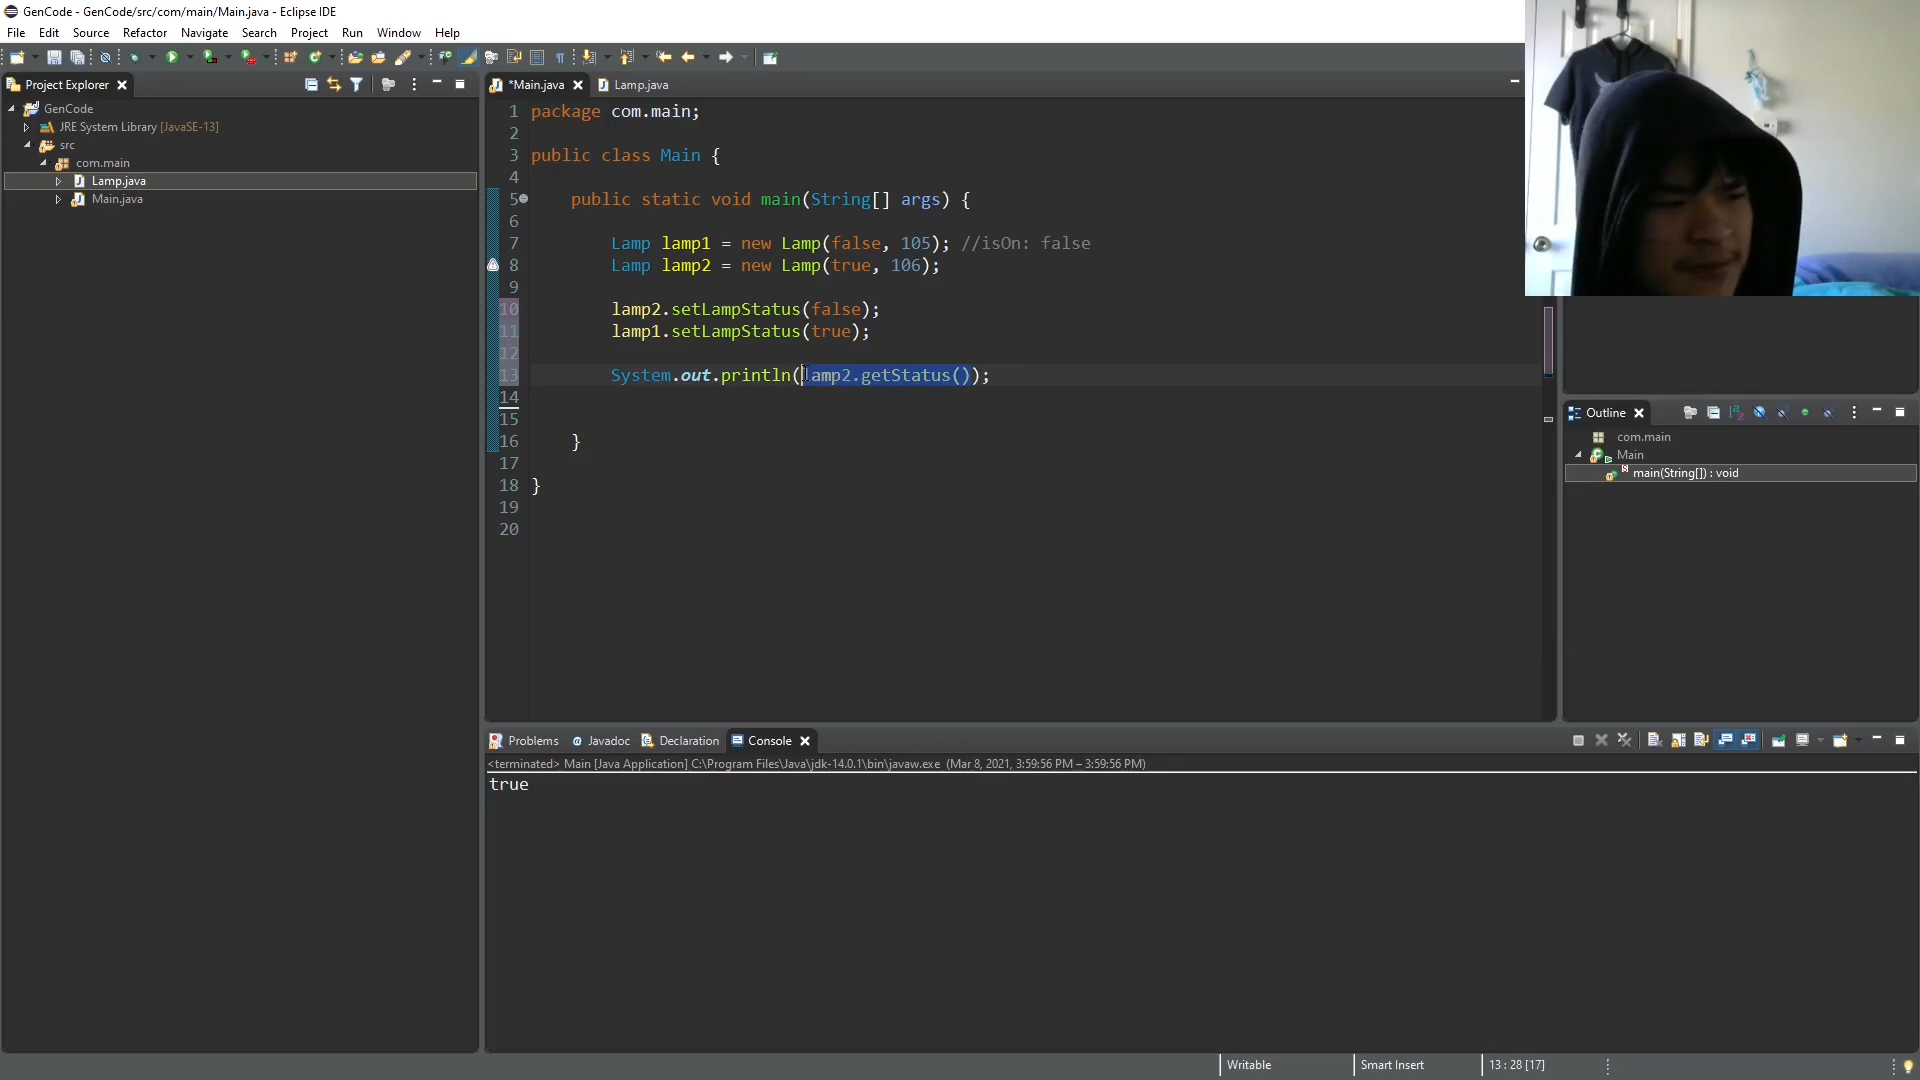 GenCode - GenCode/src/com/main/Main.java - Eclipse IDE
File Edit Source Refactor Navigate Search Project Run Window Help
Project Explorer
GenCode
JRE System Library [JavaSE-13]
src
com.main
Lamp.java
Main.java
*Main.java Lamp.java
1 package com.main;
2
3 public class Main {
4
5 public static void main(String[] args) {
6
7 Lamp lamp1 = new Lamp(false, 105); //isOn: false
8 Lamp lamp2 = new Lamp(true, 106);
9
10 lamp2.setLampStatus(false);
11 lamp1.setLampStatus(true);
12
13 System.out.println(lamp2.getStatus());
14
15
16 }
17
18 }
19
20
Outline
com.main
Main
main(String[]) : void
Problems Javadoc Declaration Console
<terminated> Main [Java Application] C:\Program Files\Java\jdk-14.0.1\bin\javaw.exe (Mar 8, 2021, 3:59:56 PM – 3:59:56 PM)
true
Writable Smart Insert 13 : 28 [17]